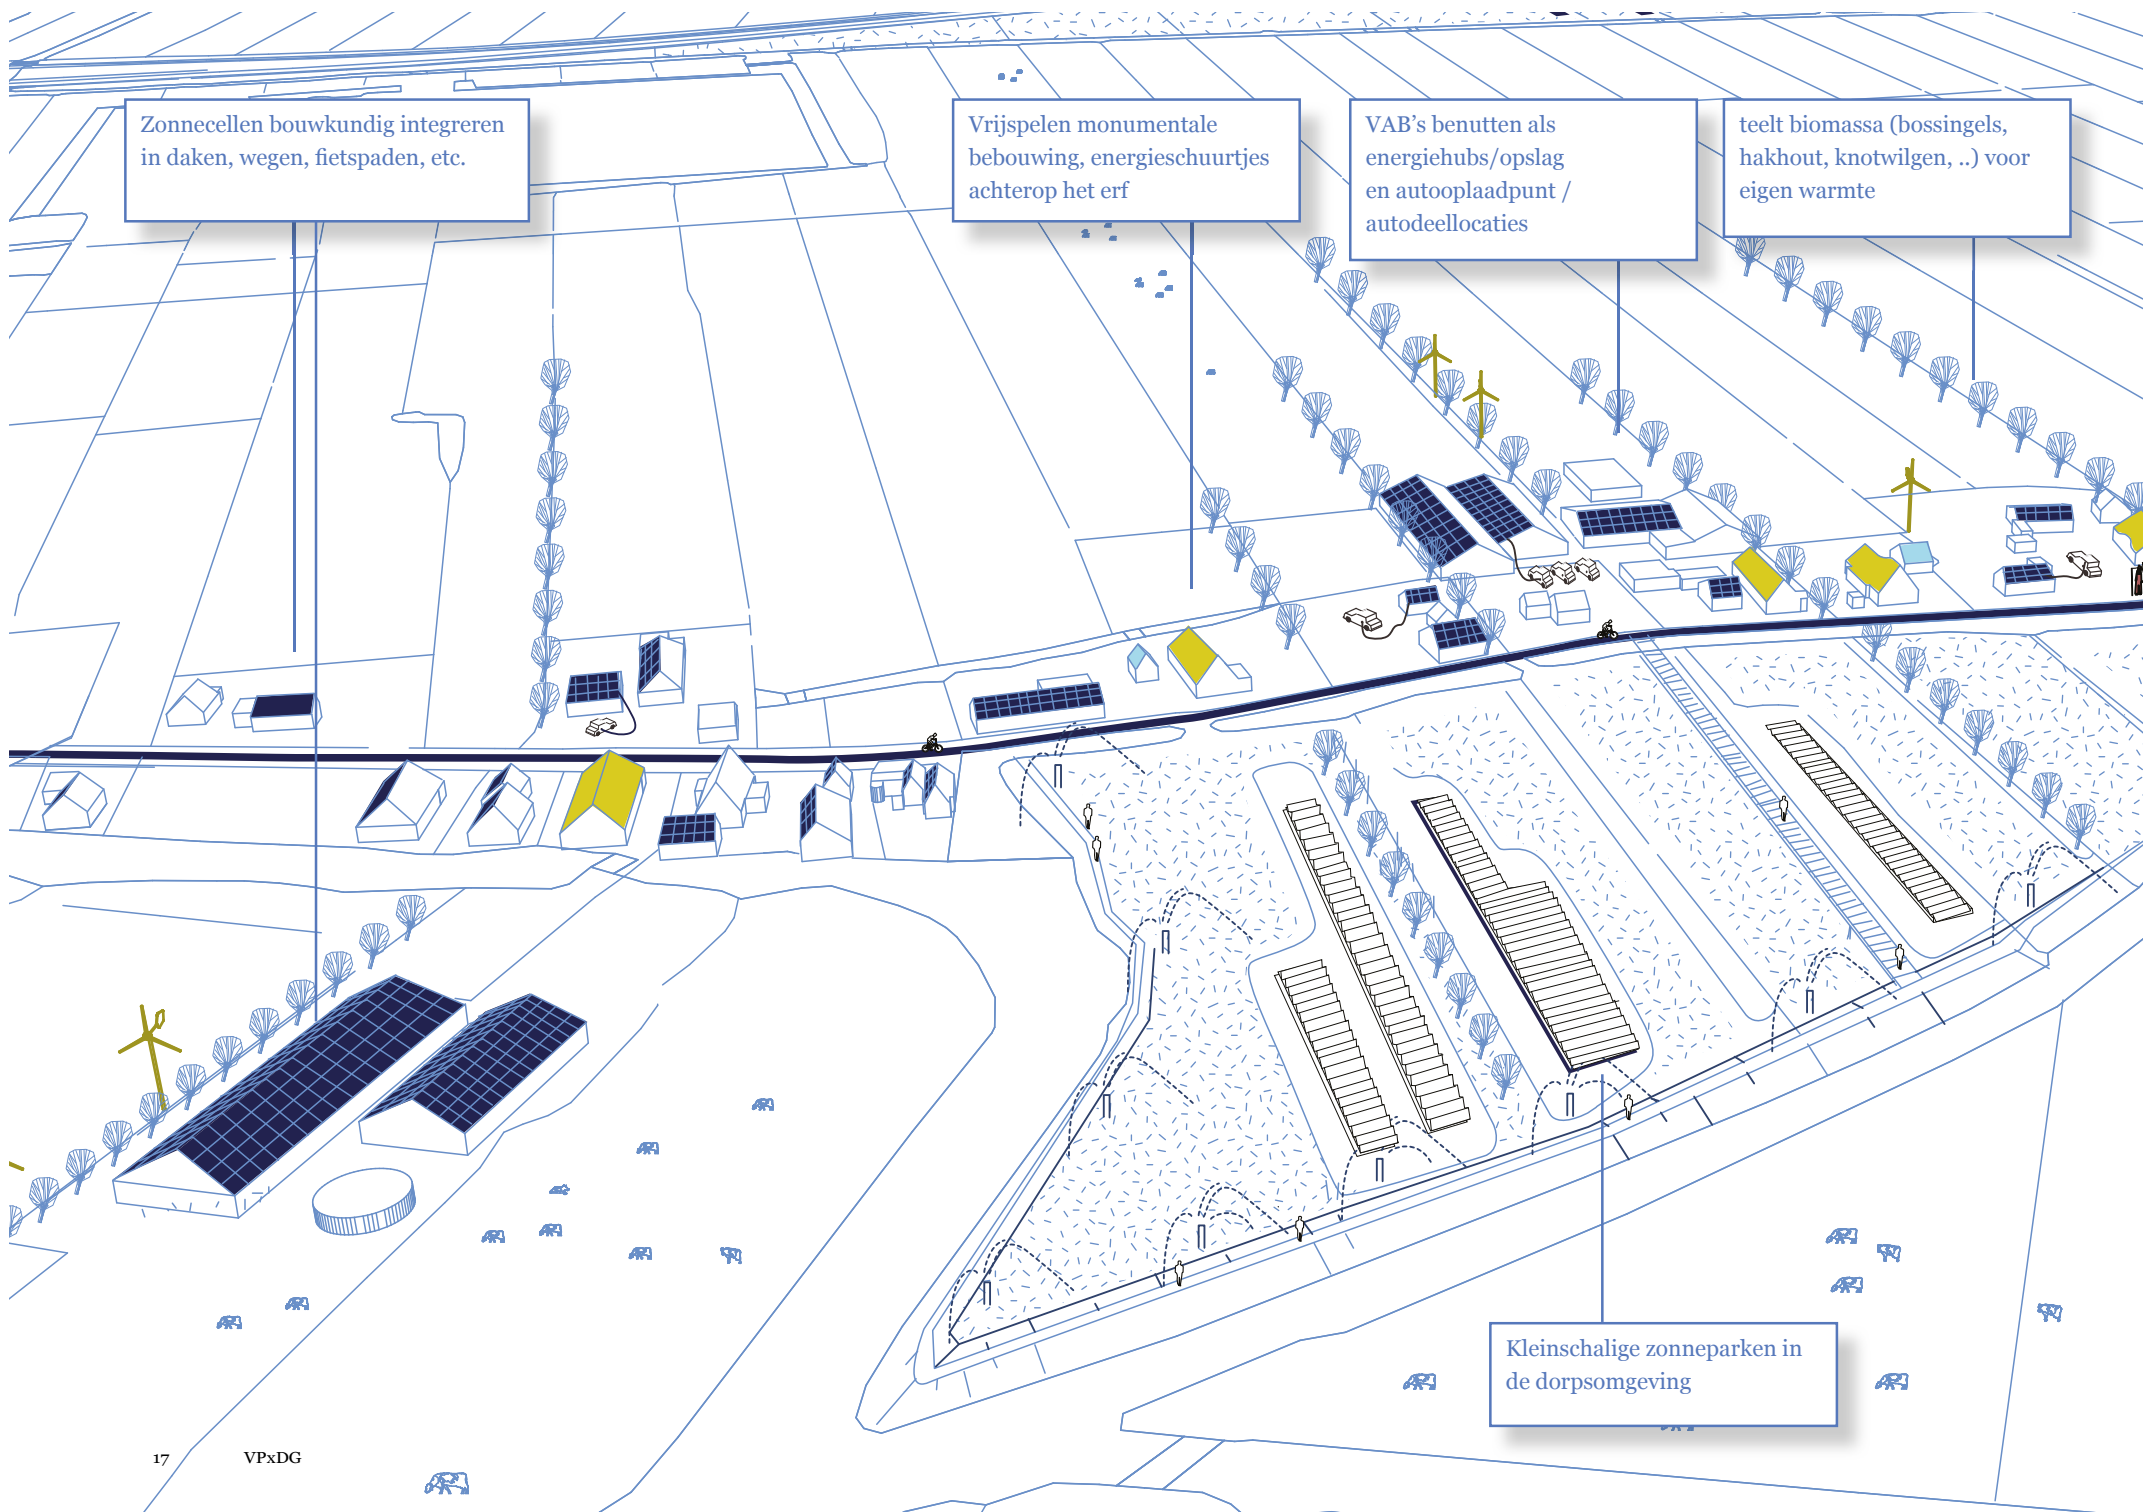 Zonnecellen bouwkundig integreren
in daken, wegen, fietspaden, etc.
Vrijspelen monumentale
bebouwing, energieschuurtjes
achterop het erf
VAB's benutten als
energiehubs/opslag
en autooplaadpunt /
autodeellocaties
teelt biomassa (bossingels,
hakhout, knotwilgen, ..) voor
eigen warmte
Kleinschalige zonneparken in
de dorpsomgeving
17 VPxDG